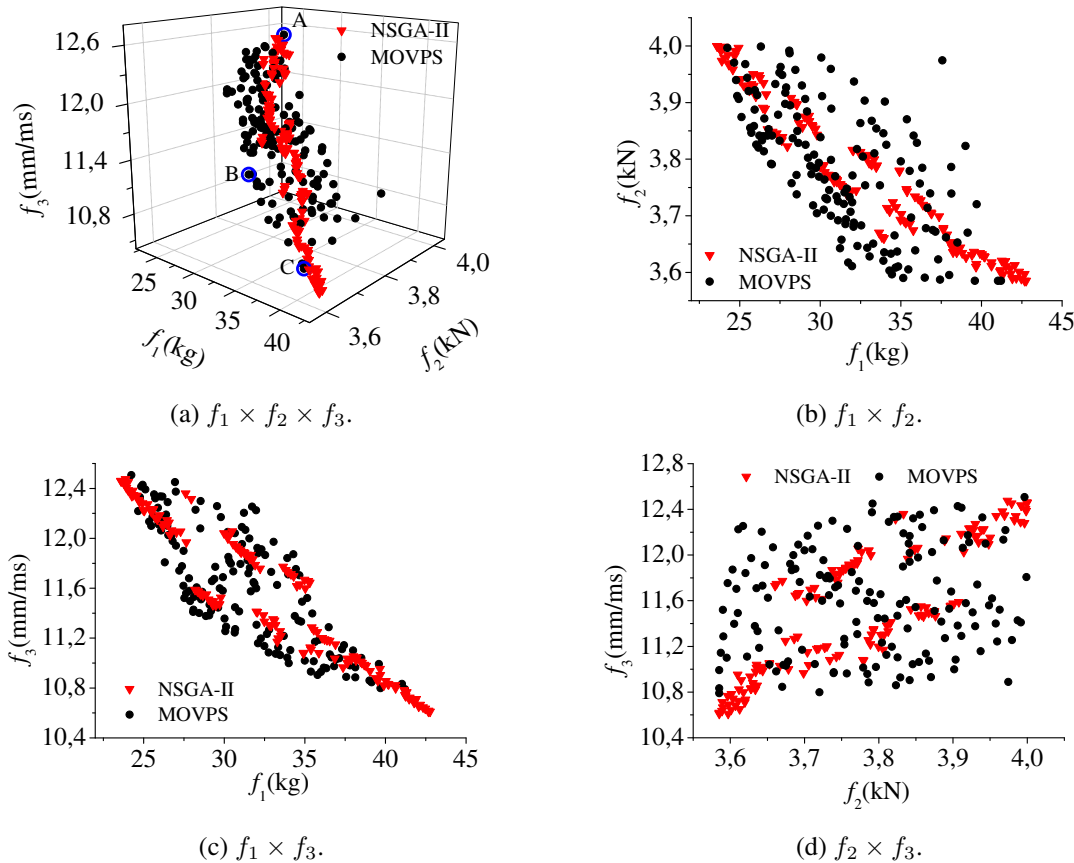 A
NSGA-II
MOVPS
12,6
12,0
11,4
10,8
f3(mm/ms)
B
C
25
30
35
40
f1(kg)
3,6
3,8
4,0
f2(kN)
(a) f1 × f2 × f3.
4,0
3,9
3,8
3,7
3,6
f2(kN)
NSGA-II
MOVPS
25 30 35 40 45
f1(kg)
(b) f1 × f2.
12,4
12,0
11,6
11,2
10,8
10,4
f3(mm/ms)
NSGA-II
MOVPS
25 30 35 40 45
f1(kg)
(c) f1 × f3.
12,8
12,4
12,0
11,6
11,2
10,8
10,4
f3(mm/ms)
NSGA-II MOVPS
3,6 3,7 3,8 3,9 4,0
f2(kN)
(d) f2 × f3.